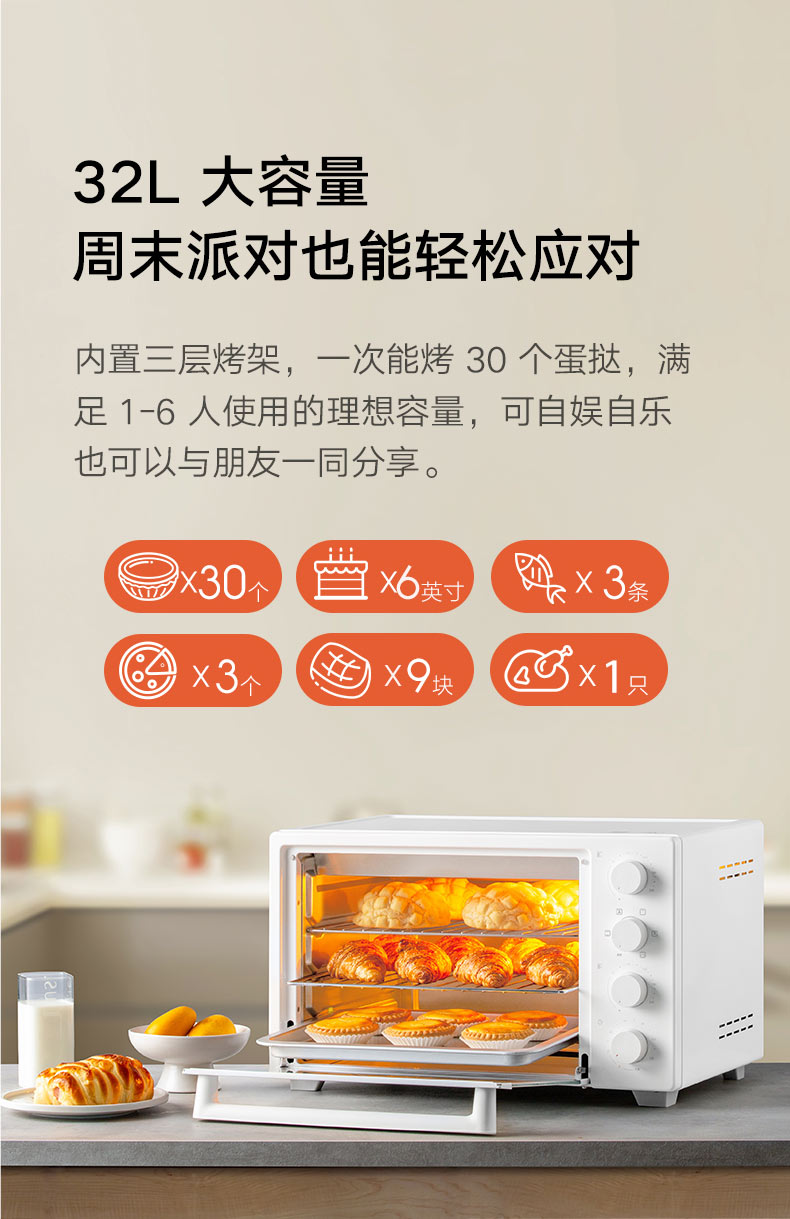 32L 大容量
周末派对也能轻松应对
内置三层烤架，一次能烤 30 个蛋挞，满
足 1-6 人使用的理想容量，可自娱自乐
也可以与朋友一同分享。
X30个 X6英寸 X 3条
X3个 X9块 X1只